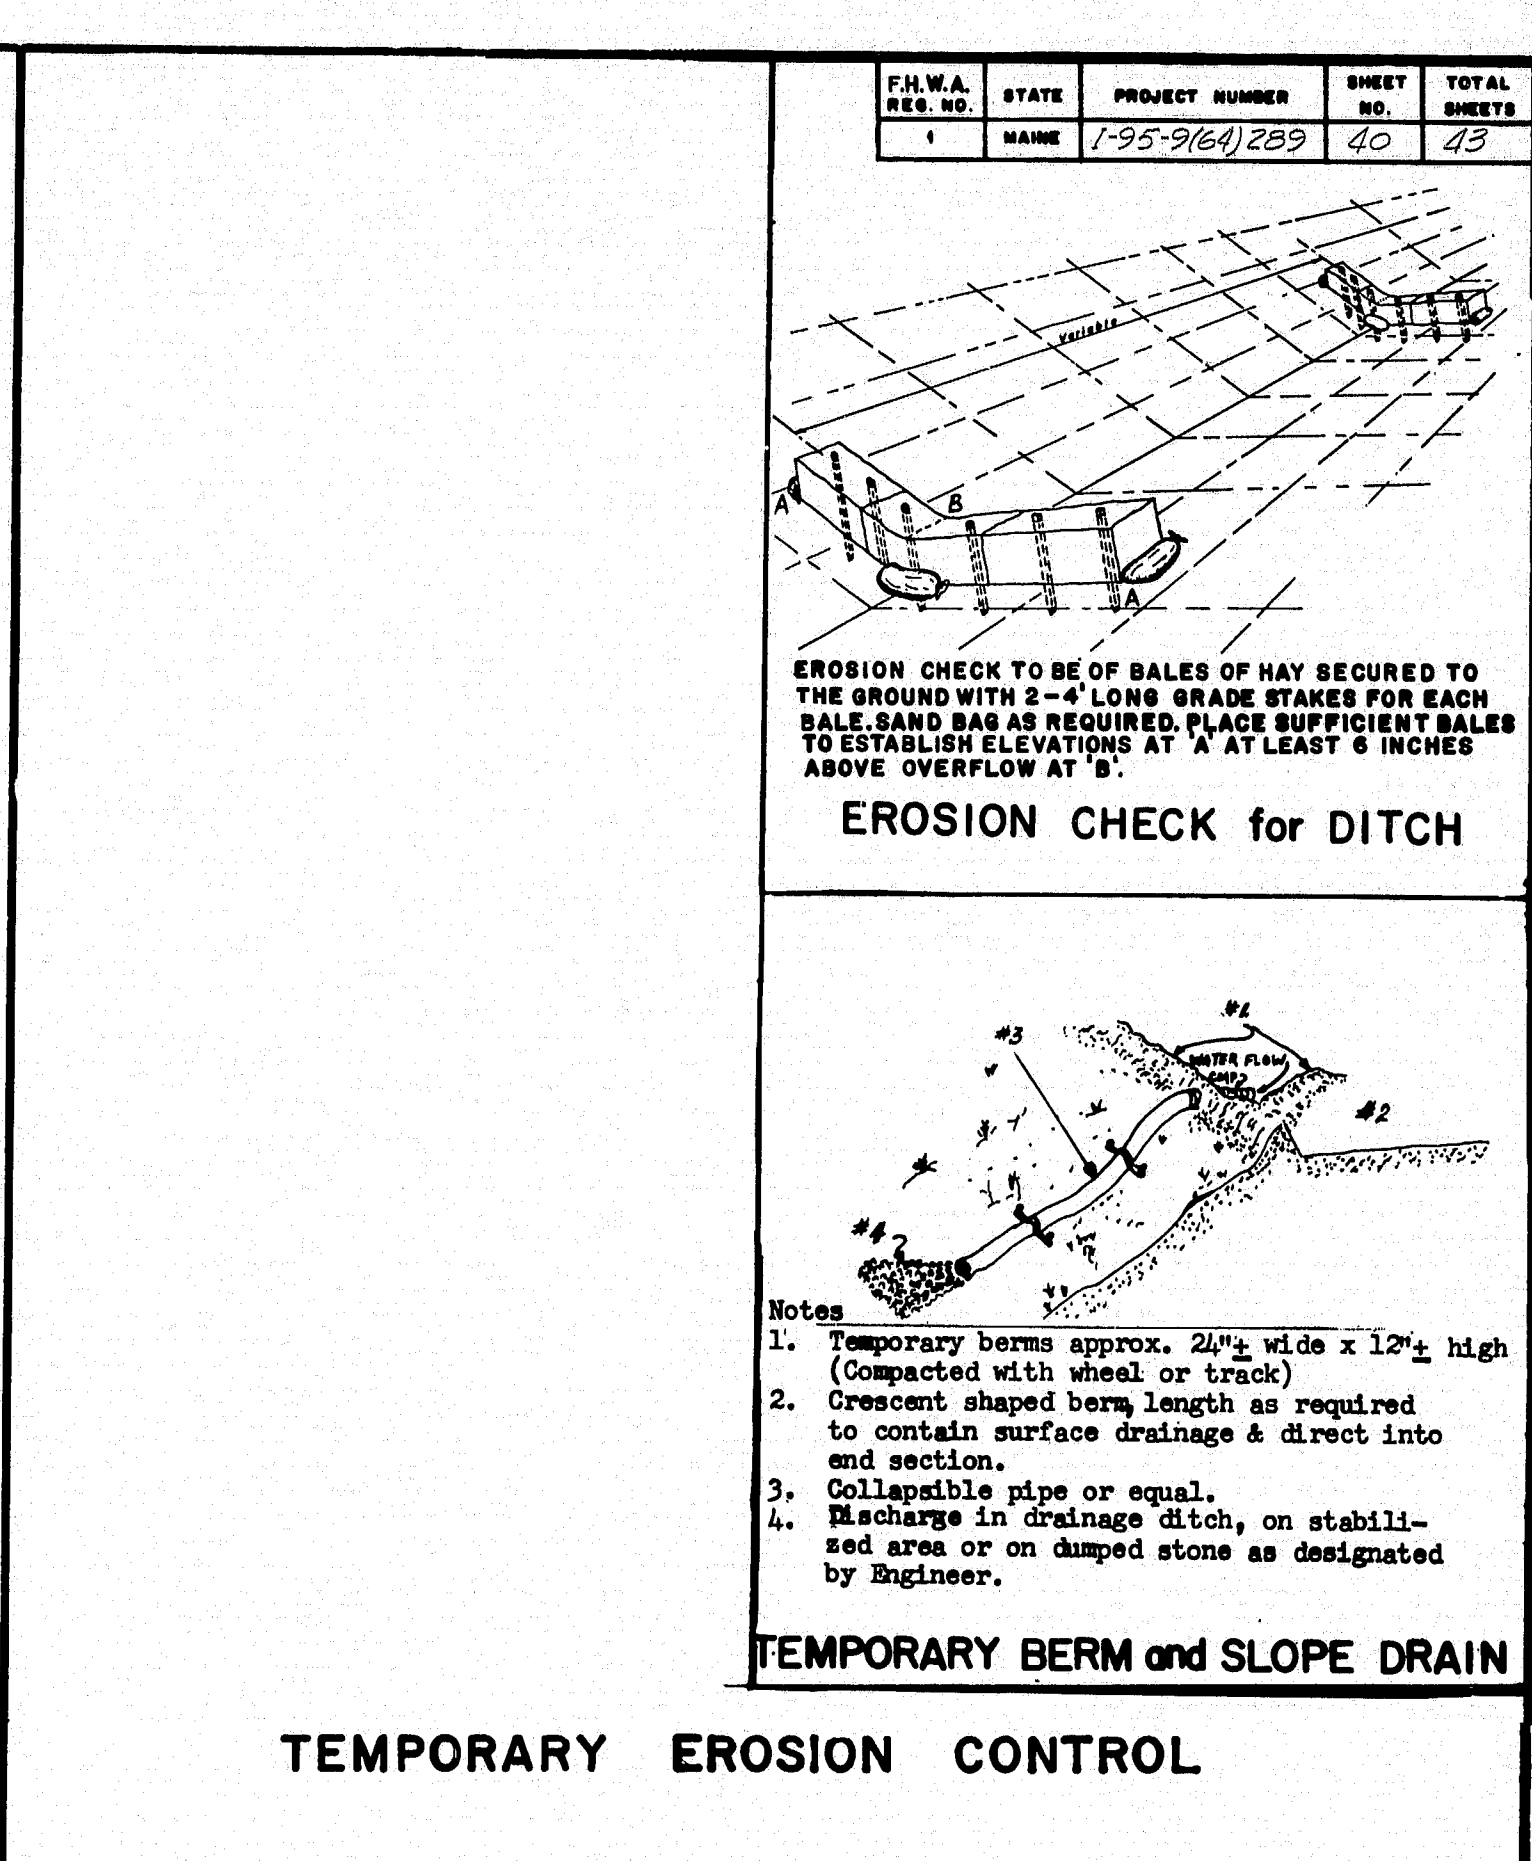 F.H.W.A. REG. NO. STATE PROJECT NUMBER SHEET NO. TOTAL SHEETS
1 MAINE I-95-9(64)289 40 43
Variable
A
B
A
EROSION CHECK TO BE OF BALES OF HAY SECURED TO
THE GROUND WITH 2-4' LONG GRADE STAKES FOR EACH
BALE. SAND BAG AS REQUIRED. PLACE SUFFICIENT BALES
TO ESTABLISH ELEVATIONS AT 'A' AT LEAST 6 INCHES
ABOVE OVERFLOW AT 'B'.
EROSION CHECK for DITCH
#1
#3
WATER FLOW
CMP
#2
#4
Notes
1. Temporary berms approx. 24"± wide x 12"± high
(Compacted with wheel or track)
2. Crescent shaped berm, length as required
to contain surface drainage & direct into
end section.
3. Collapsible pipe or equal.
4. Discharge in drainage ditch, on stabili-
zed area or on dumped stone as designated
by Engineer.
TEMPORARY BERM and SLOPE DRAIN
TEMPORARY EROSION CONTROL